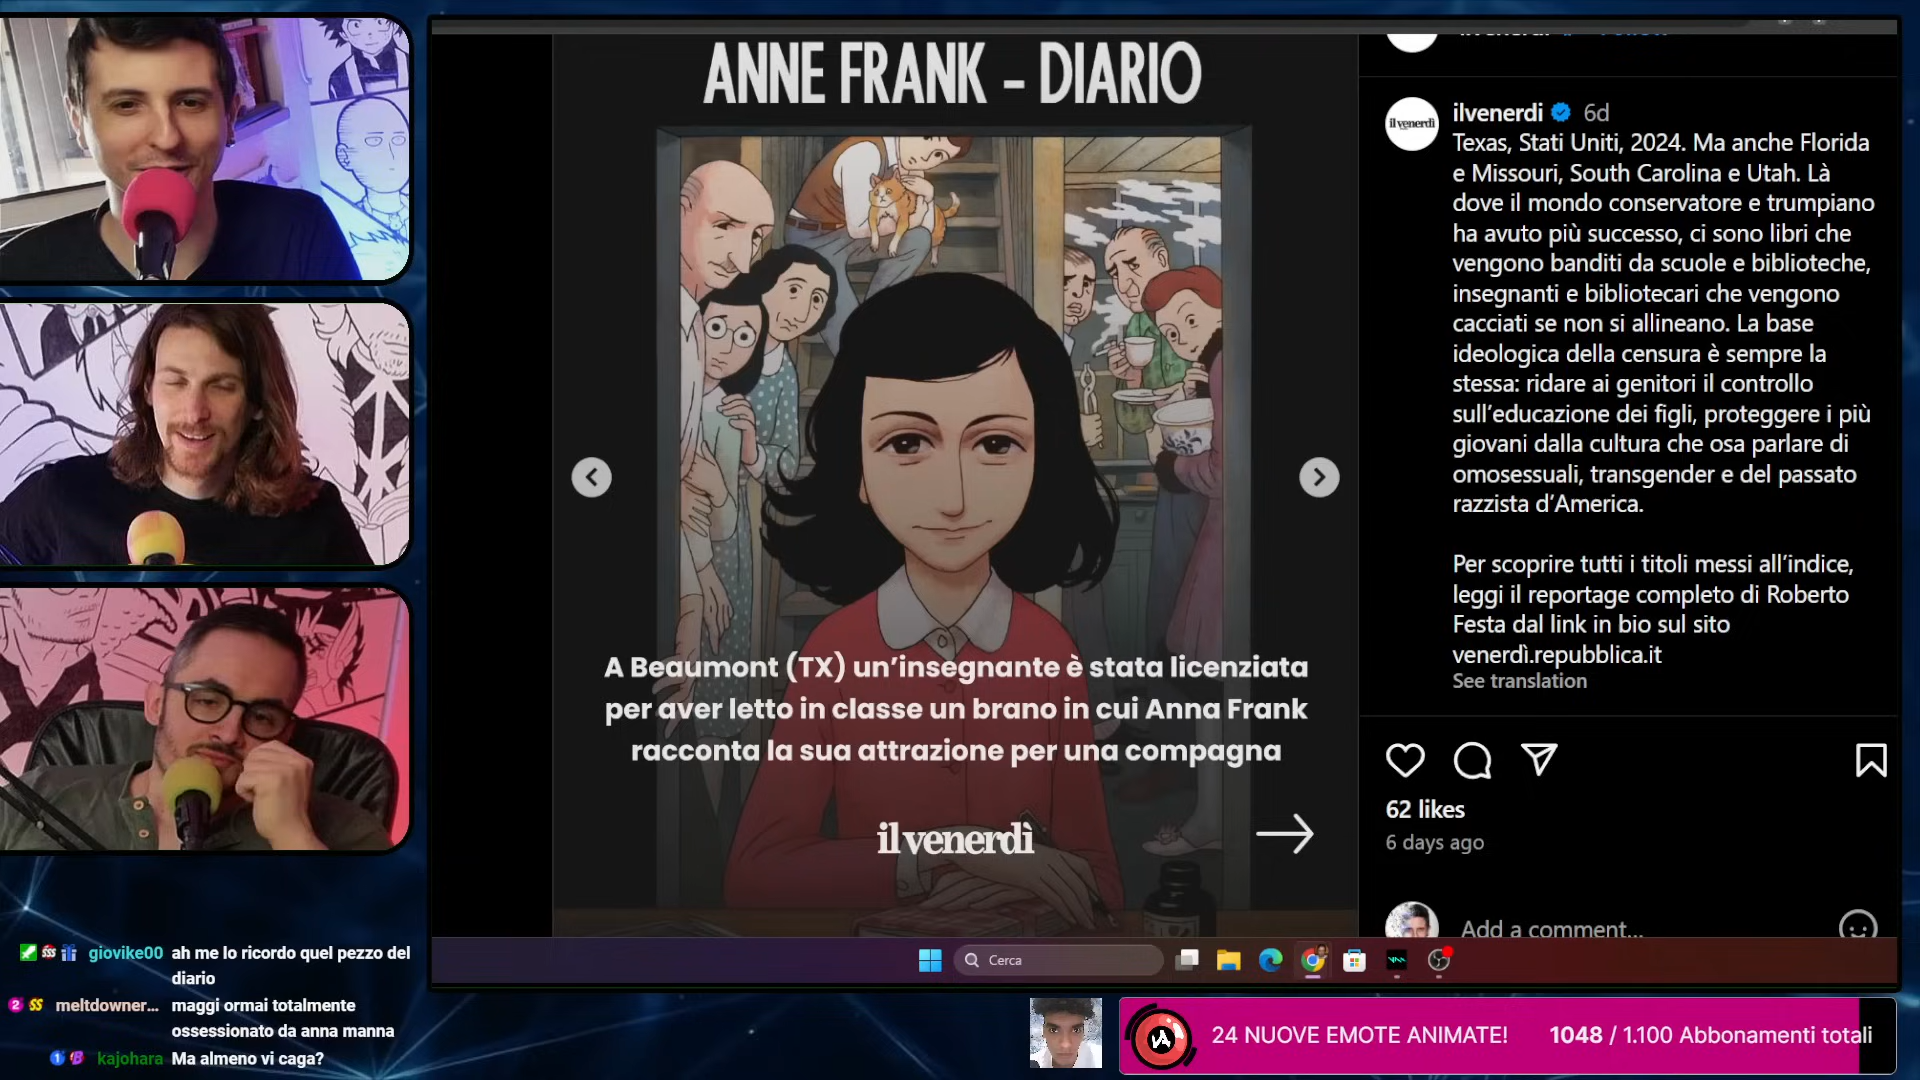 ANNE FRANK – DIARIO
A Beaumont (TX) un'insegnante è stata licenziata
per aver letto in classe un brano in cui Anna Frank
racconta la sua attrazione per una compagna
il venerdì
il venerdì
ilvenerdi 6d
Texas, Stati Uniti, 2024. Ma anche Florida
e Missouri, South Carolina e Utah. Là
dove il mondo conservatore e trumpiano
ha avuto più successo, ci sono libri che
vengono banditi da scuole e biblioteche,
insegnanti e bibliotecari che vengono
cacciati se non si allineano. La base
ideologica della censura è sempre la
stessa: ridare ai genitori il controllo
sull'educazione dei figli, proteggere i più
giovani dalla cultura che osa parlare di
omosessuali, transgender e del passato
razzista d'America.
Per scoprire tutti i titoli messi all'indice,
leggi il reportage completo di Roberto
Festa dal link in bio sul sito
venerdì.repubblica.it
See translation
62 likes
6 days ago
Add a comment...
Cerca
giovike00 ah me lo ricordo quel pezzo del
diario
2 meltdowner... maggi ormai totalmente
ossessionato da anna manna
1 kajohara Ma almeno vi caga?
24 NUOVE EMOTE ANIMATE! 1048 / 1.100 Abbonamenti totali